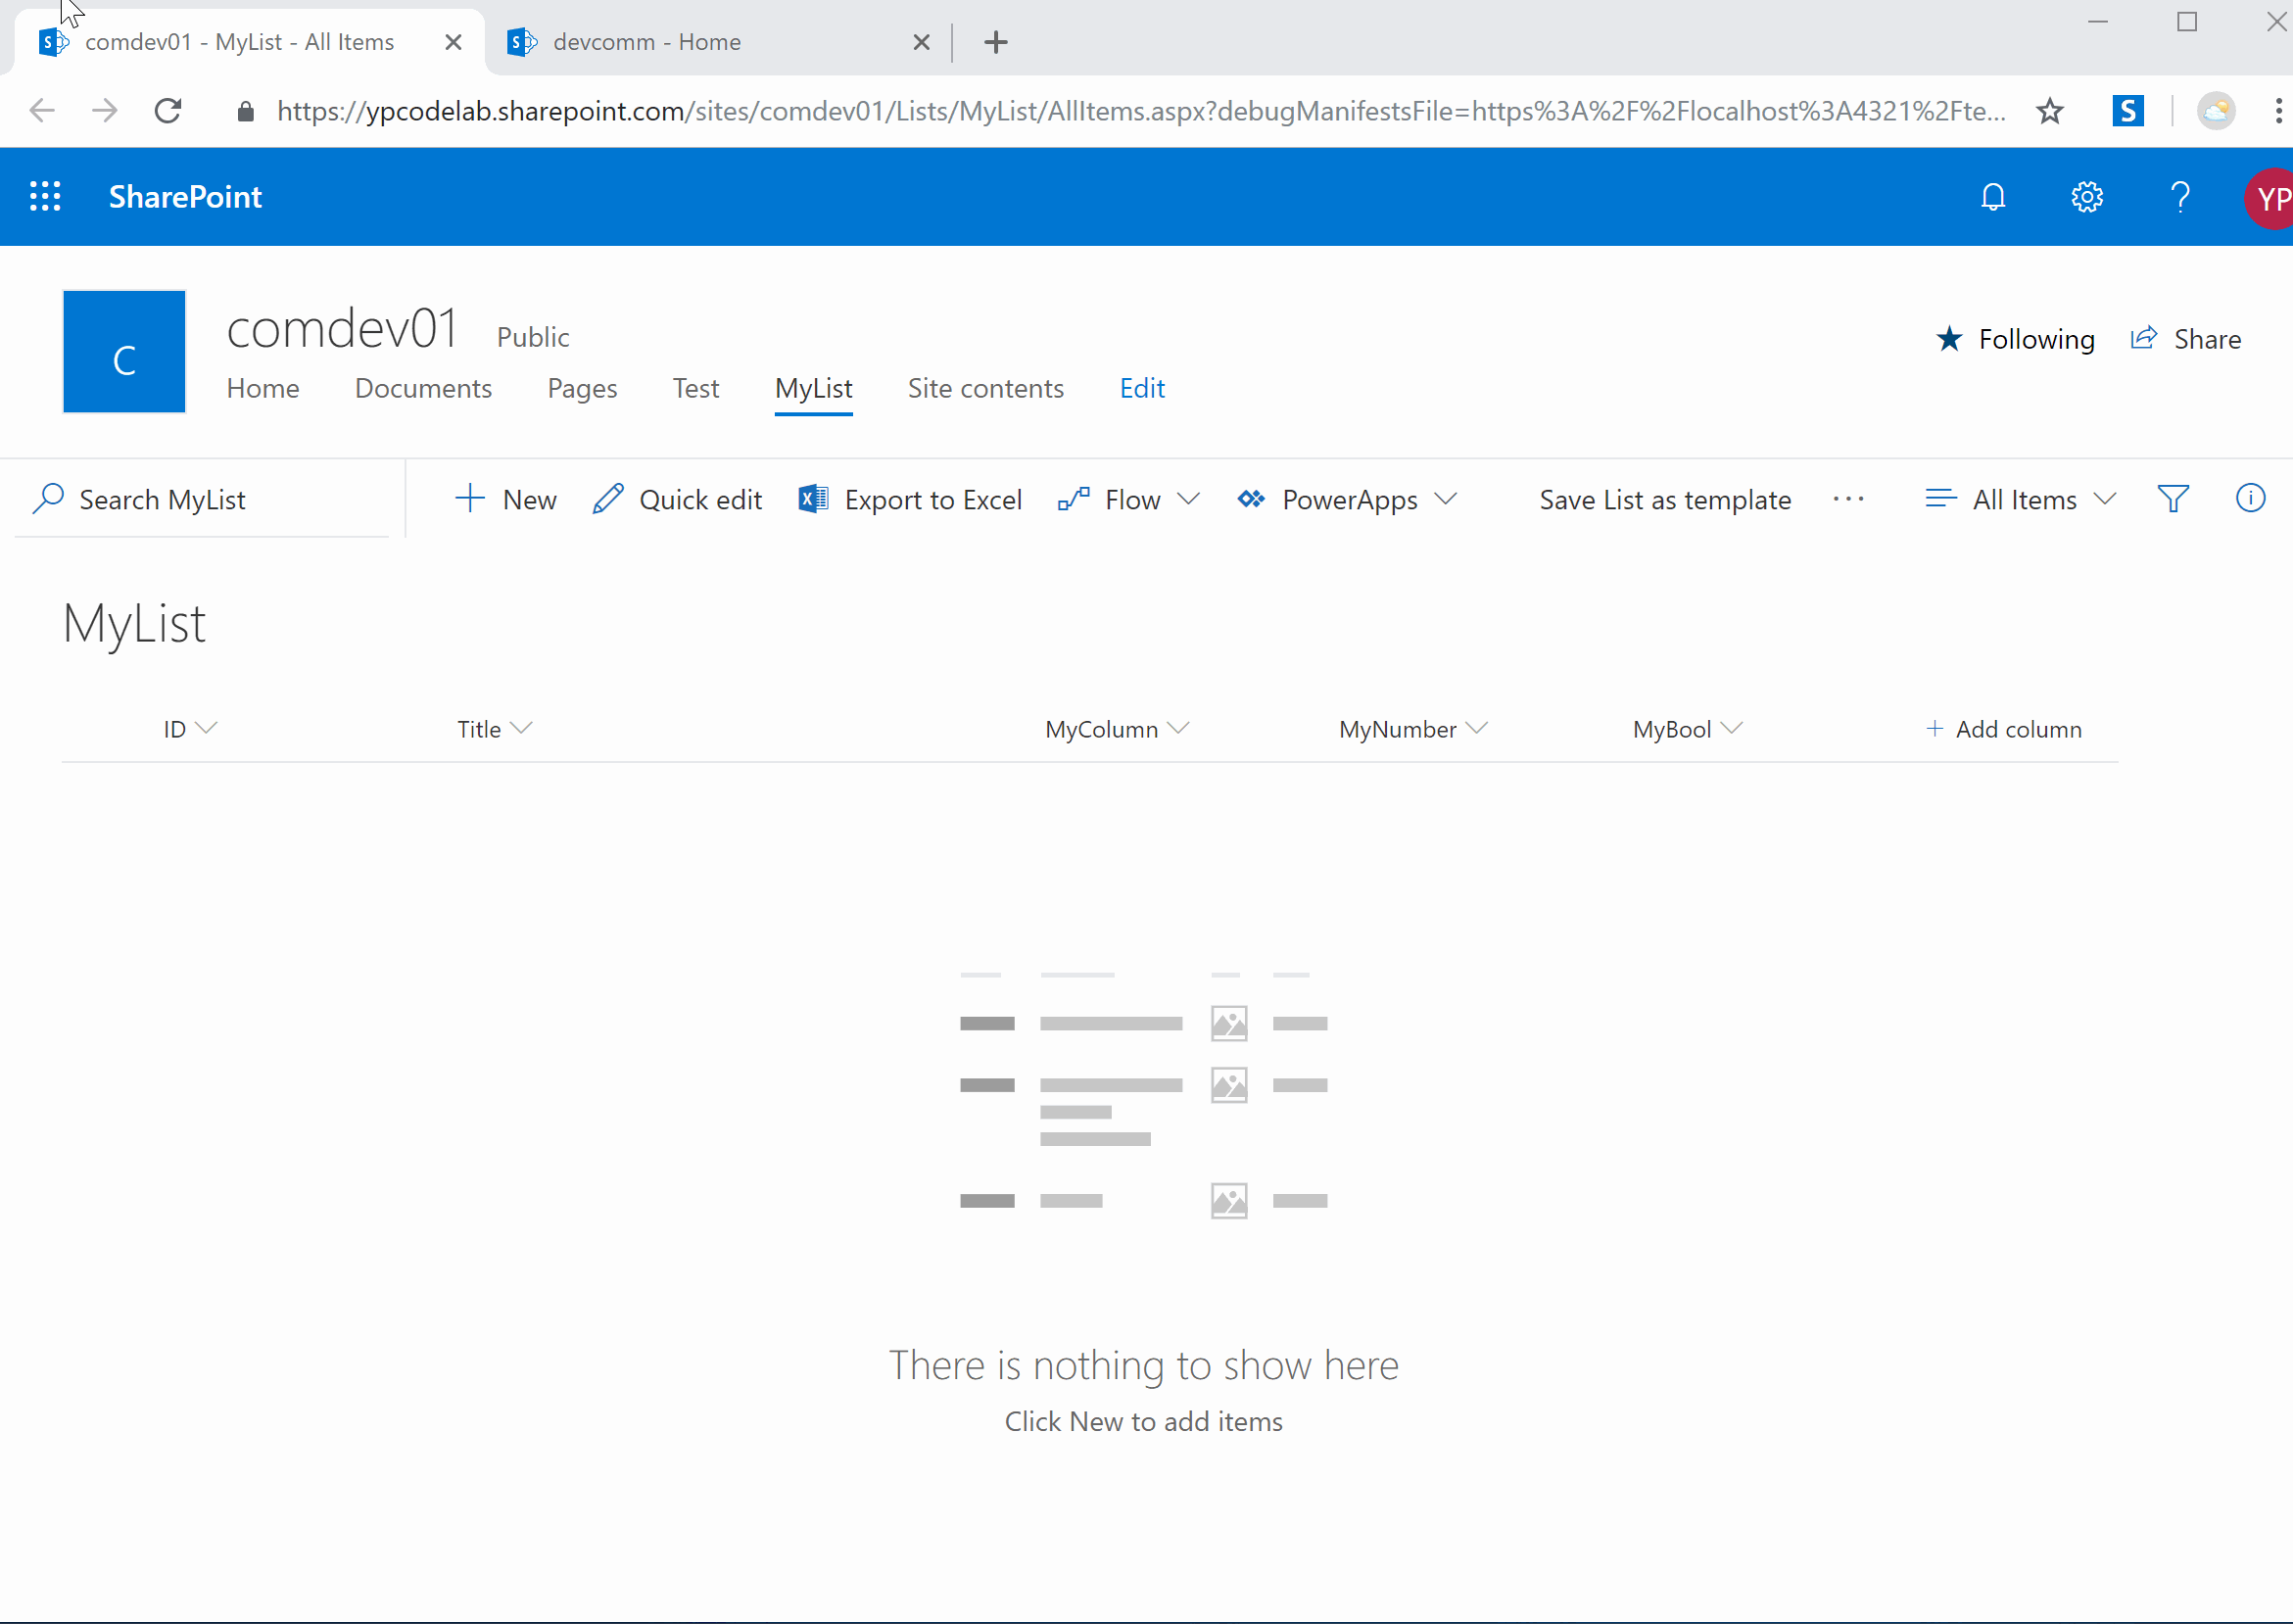 comdev01 - MyList - All Items
devcomm - Home
https://ypcodelab.sharepoint.com/sites/comdev01/Lists/MyList/AllItems.aspx?debugManifestsFile=https%3A%2F%2Flocalhost%3A4321%2Fte...
S
SharePoint
YP
C
comdev01 Public
Following Share
Home Documents Pages Test MyList Site contents Edit
Search MyList New Quick edit Export to Excel Flow PowerApps Save List as template ... All Items
MyList
ID Title MyColumn MyNumber MyBool + Add column
There is nothing to show here
Click New to add items